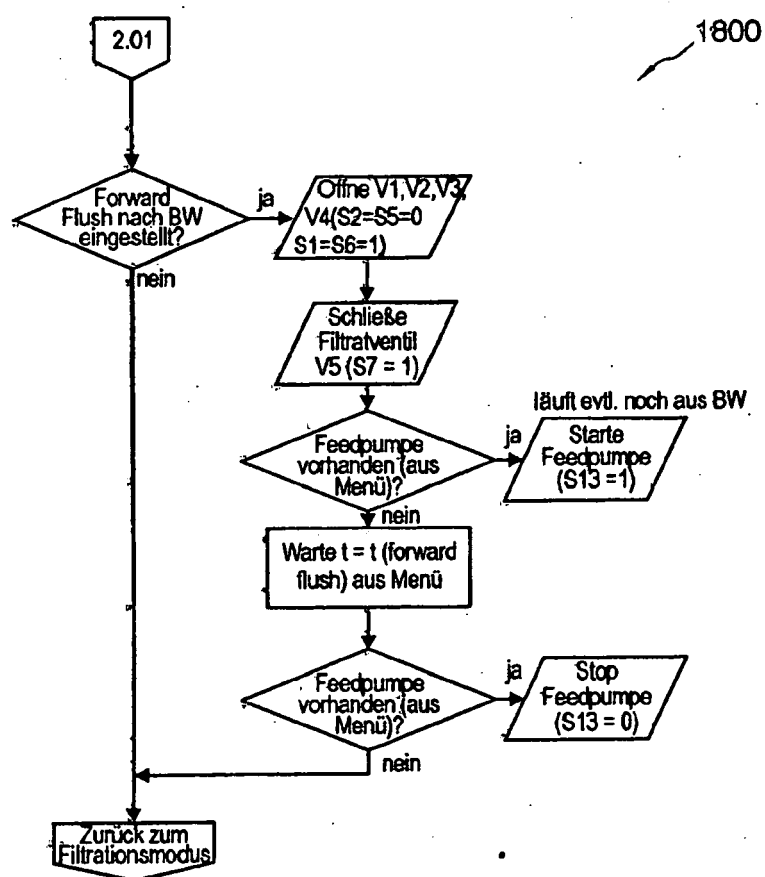 2.01
1800
Forward
Flush nach BW
eingestellt?
ja
nein
Öffne V1,V2,V3,
V4(S2=S5=0
S1=S6=1)
Schließe
Filtratventil
V5 (S7 = 1)
läuft evtl. noch aus BW
Feedpumpe
vorhanden (aus
Menü)?
ja
nein
Starte
Feedpumpe
(S13 =1)
Warte t = t (forward
flush) aus Menü
Feedpumpe
vorhanden (aus
Menü)?
ja
nein
Stop
Feedpumpe
(S13 = 0)
Zurück zum
Filtrationsmodus